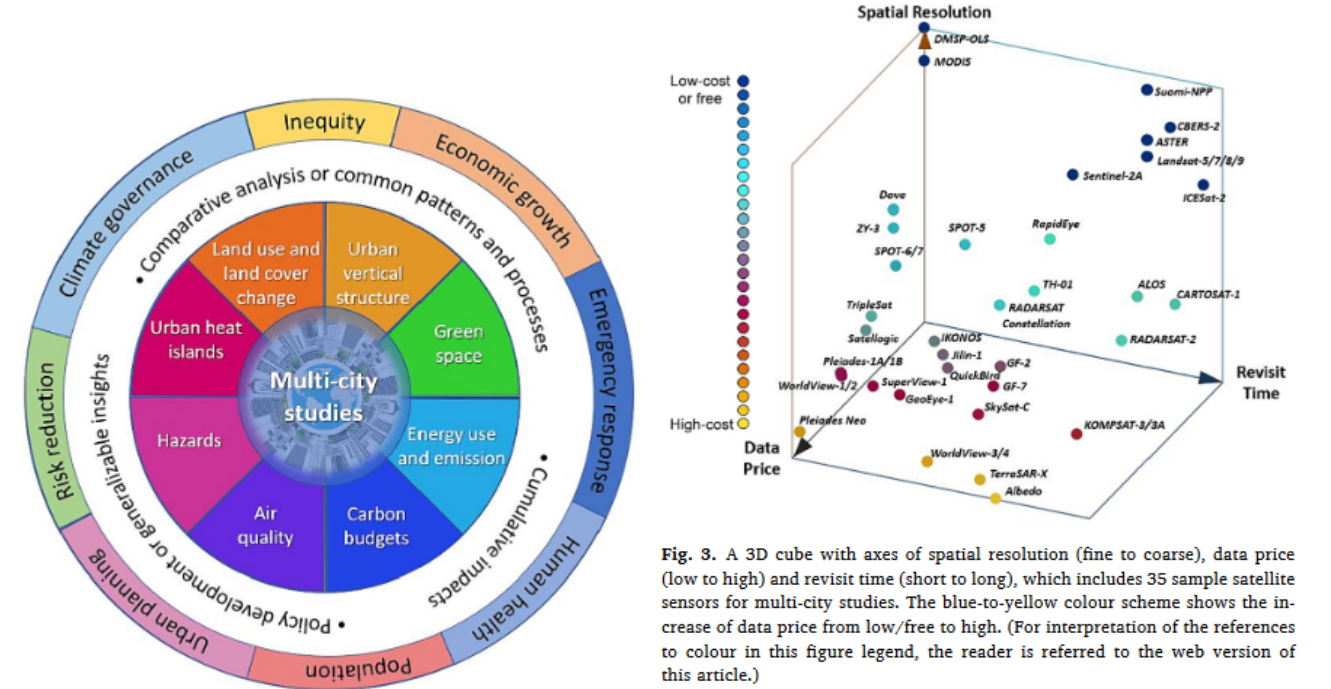 Inequity
Economic growth
Emergency response
Human health
Population
Urban planning
Risk reduction
Climate governance
• Comparative analysis or common patterns and processes
• Cumulative impacts
• Policy development or generalizable insights
Land use and
land cover
change
Urban
vertical
structure
Green
space
Energy use
and emission
Carbon
budgets
Air
quality
Hazards
Urban heat
islands
Multi-city
studies
Spatial Resolution
DMSP-OLS
MODIS
Low-cost
or free
High-cost
Suomi-NPP
CBERS-2
ASTER
Landsat-5/7/8/9
Sentinel-2A
ICESat-2
Dove
ZY-3
SPOT-5
RapidEye
SPOT-6/7
TH-01
ALOS
CARTOSAT-1
RADARSAT
Constellation
TripleSat
Satellogic
IKONOS
RADARSAT-2
Jilin-1
Pleiades-1A/1B
QuickBird
GF-2
WorldView-1/2
SuperView-1
GF-7
GeoEye-1
SkySat-C
Revisit
Time
Pleiades Neo
KOMPSAT-3/3A
Data
Price
WorldView-3/4
TerraSAR-X
Albedo
Fig. 3. A 3D cube with axes of spatial resolution (fine to coarse), data price
(low to high) and revisit time (short to long), which includes 35 sample satellite
sensors for multi-city studies. The blue-to-yellow colour scheme shows the in-
crease of data price from low/free to high. (For interpretation of the references
to colour in this figure legend, the reader is referred to the web version of
this article.)